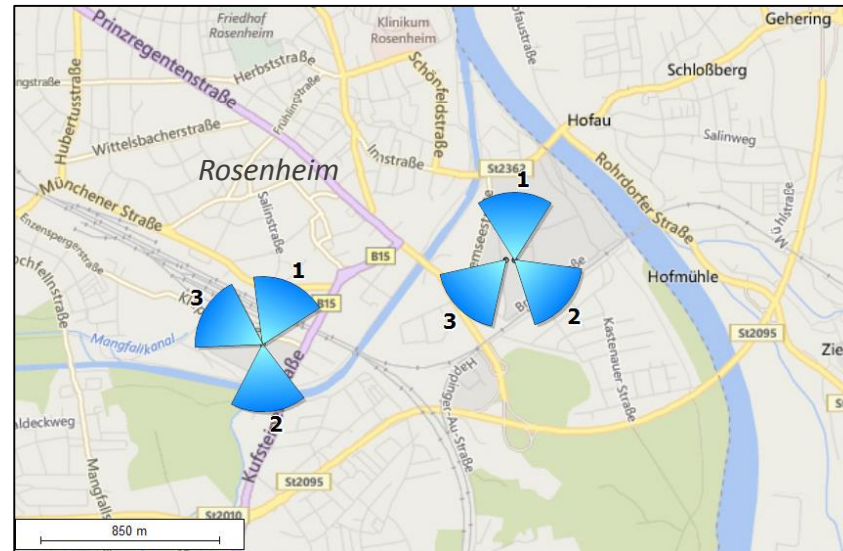 Friedhof
Rosenheim
Klinikum
Rosenheim
Gehering
Prinzregentenstraße
Herbststraße
Schloßberg
Hubertusstraße
Frühlingstraße
Schönfeldstraße
Hofau
Salinweg
Wittelsbacherstraße
Innstraße
St2362
Rosenheim
1
Rohrdorfer Straße
Münchener Straße
Salinstraße
B15
Hofmühle
1
3
B15
3
2
Mangfallkanal
Kastenauer Straße
St2095
2
Happinger-Au-Straße
St2095
St2010
850 m